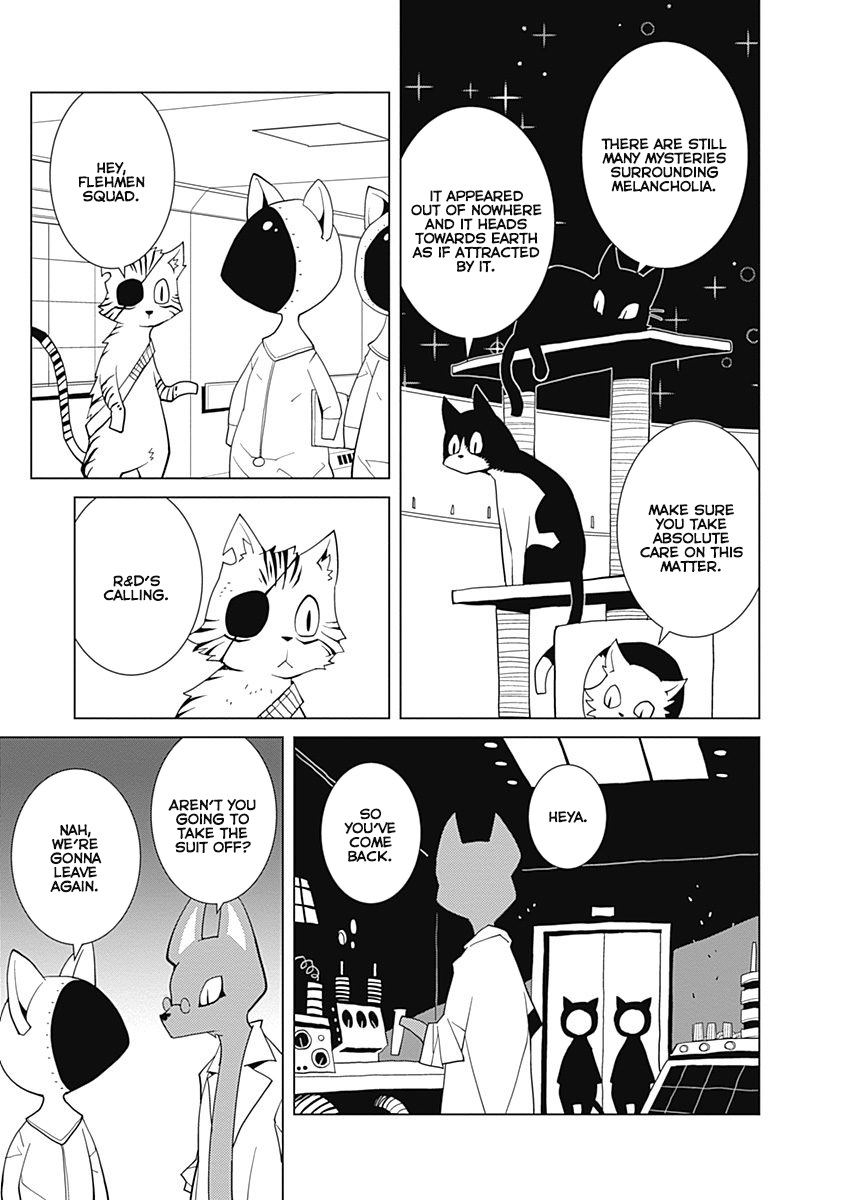 THERE ARE STILL
MANY MYSTERIES
SURROUNDING
MELANCHOLIA.
IT APPEARED
OUT OF NOWHERE
AND IT HEADS
TOWARDS EARTH
AS IF ATTRACTED
BY IT.
MAKE SURE
YOU TAKE
ABSOLUTE
CARE ON THIS
MATTER.
HEY,
FLEHMEN
SQUAD.
R&D'S
CALLING.
HEYA.
SO
YOU'VE
COME
BACK.
AREN'T YOU
GOING TO
TAKE THE
SUIT OFF?
NAH,
WE'RE
GONNA
LEAVE
AGAIN.